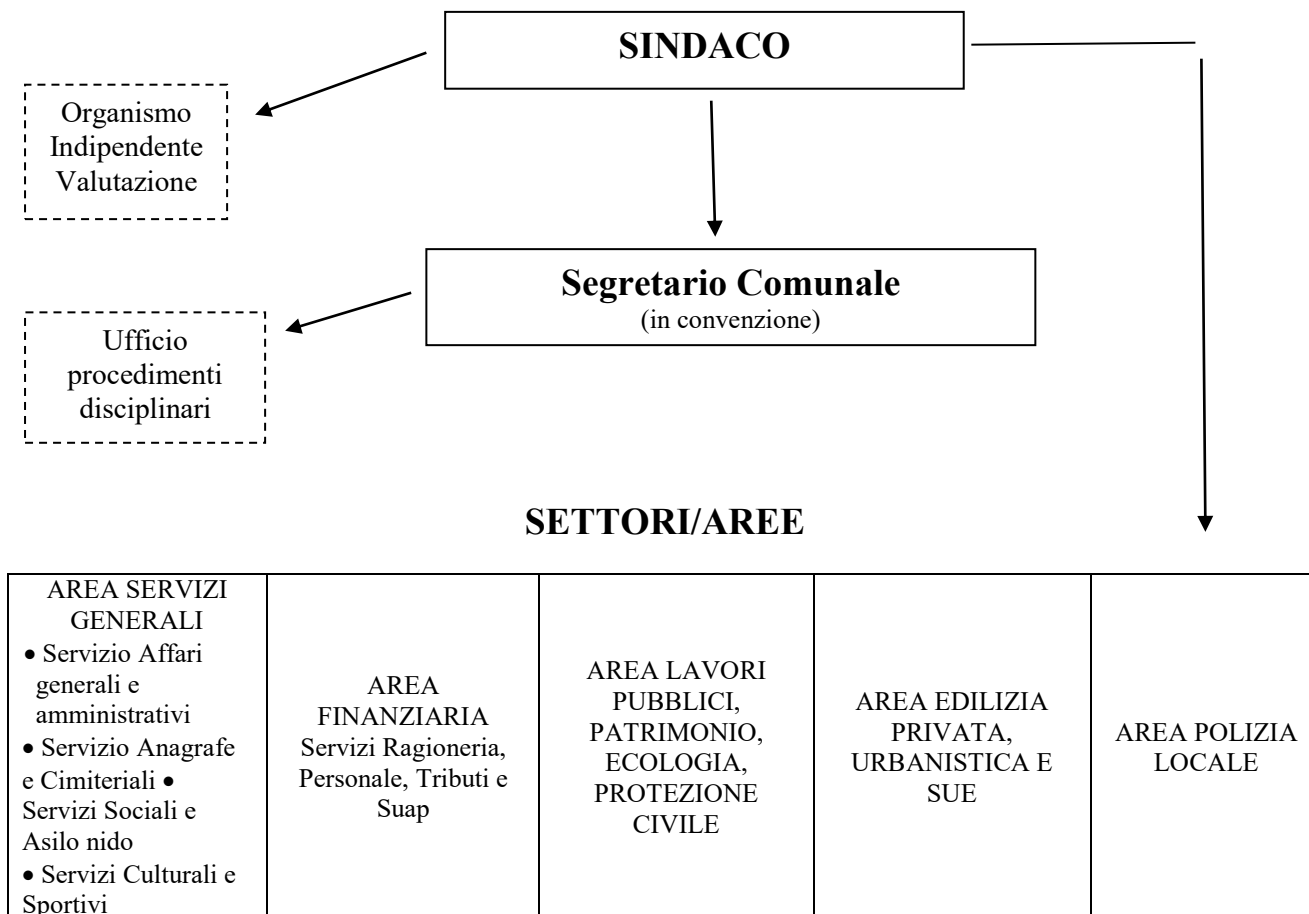 SINDACO
Organismo
Indipendente
Valutazione
Segretario Comunale
(in convenzione)
Ufficio
procedimenti
disciplinari
SETTORI/AREE
AREA SERVIZI
GENERALI
• Servizio Affari
generali e
amministrativi
• Servizio Anagrafe
e Cimiteriali •
Servizi Sociali e
Asilo nido
• Servizi Culturali e
Sportivi
AREA
FINANZIARIA
Servizi Ragioneria,
Personale, Tributi e
Suap
AREA LAVORI
PUBBLICI,
PATRIMONIO,
ECOLOGIA,
PROTEZIONE
CIVILE
AREA EDILIZIA
PRIVATA,
URBANISTICA E
SUE
AREA POLIZIA
LOCALE